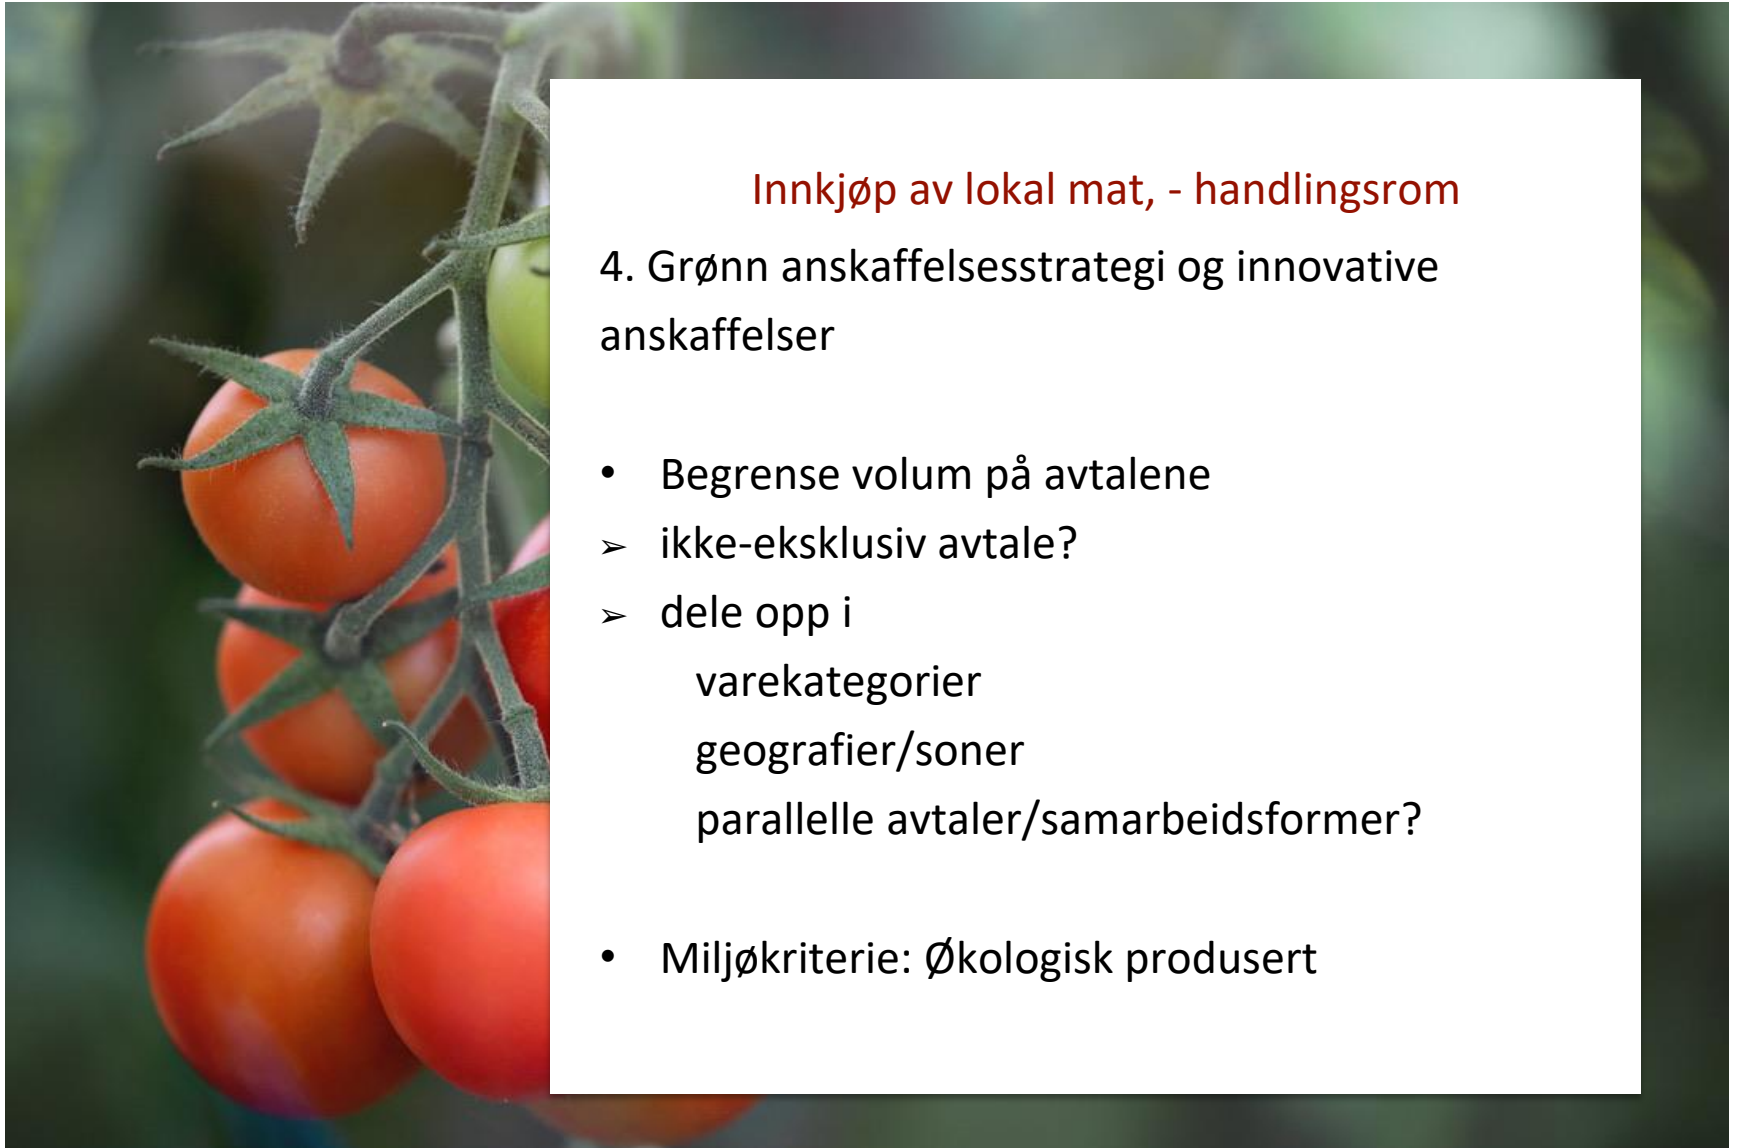 Innkjøp av lokal mat, - handlingsrom
4. Grønn anskaffelsesstrategi og innovative
anskaffelser
• Begrense volum på avtalene
➢ ikke-eksklusiv avtale?
➢ dele opp i
varekategorier
geografier/soner
parallelle avtaler/samarbeidsformer?
• Miljøkriterie: Økologisk produsert